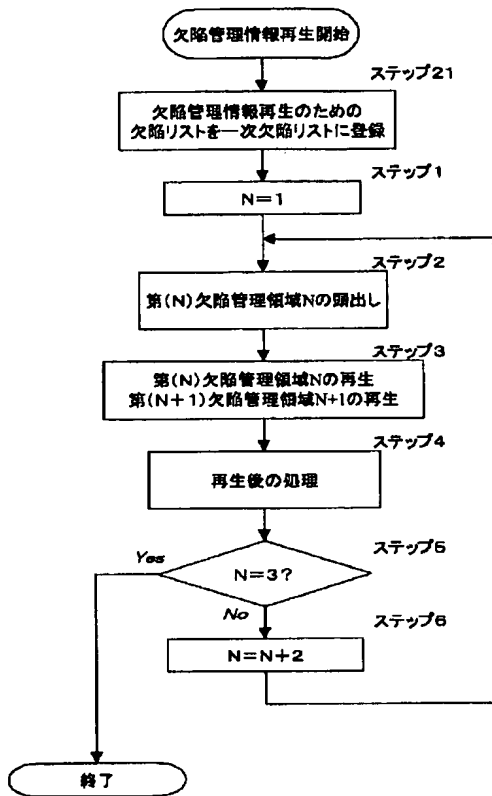 欠陥管理情報再生開始
ステップ21
欠陥管理情報再生のための
欠陥リストを一次欠陥リストに登録
ステップ1
N=1
ステップ2
第(N)欠陥管理領域Nの頭出し
ステップ3
第(N)欠陥管理領域Nの再生
第(N+1)欠陥管理領域N+1の再生
ステップ4
再生後の処理
ステップ5
Yes
N=3?
No
ステップ6
N=N+2
終了